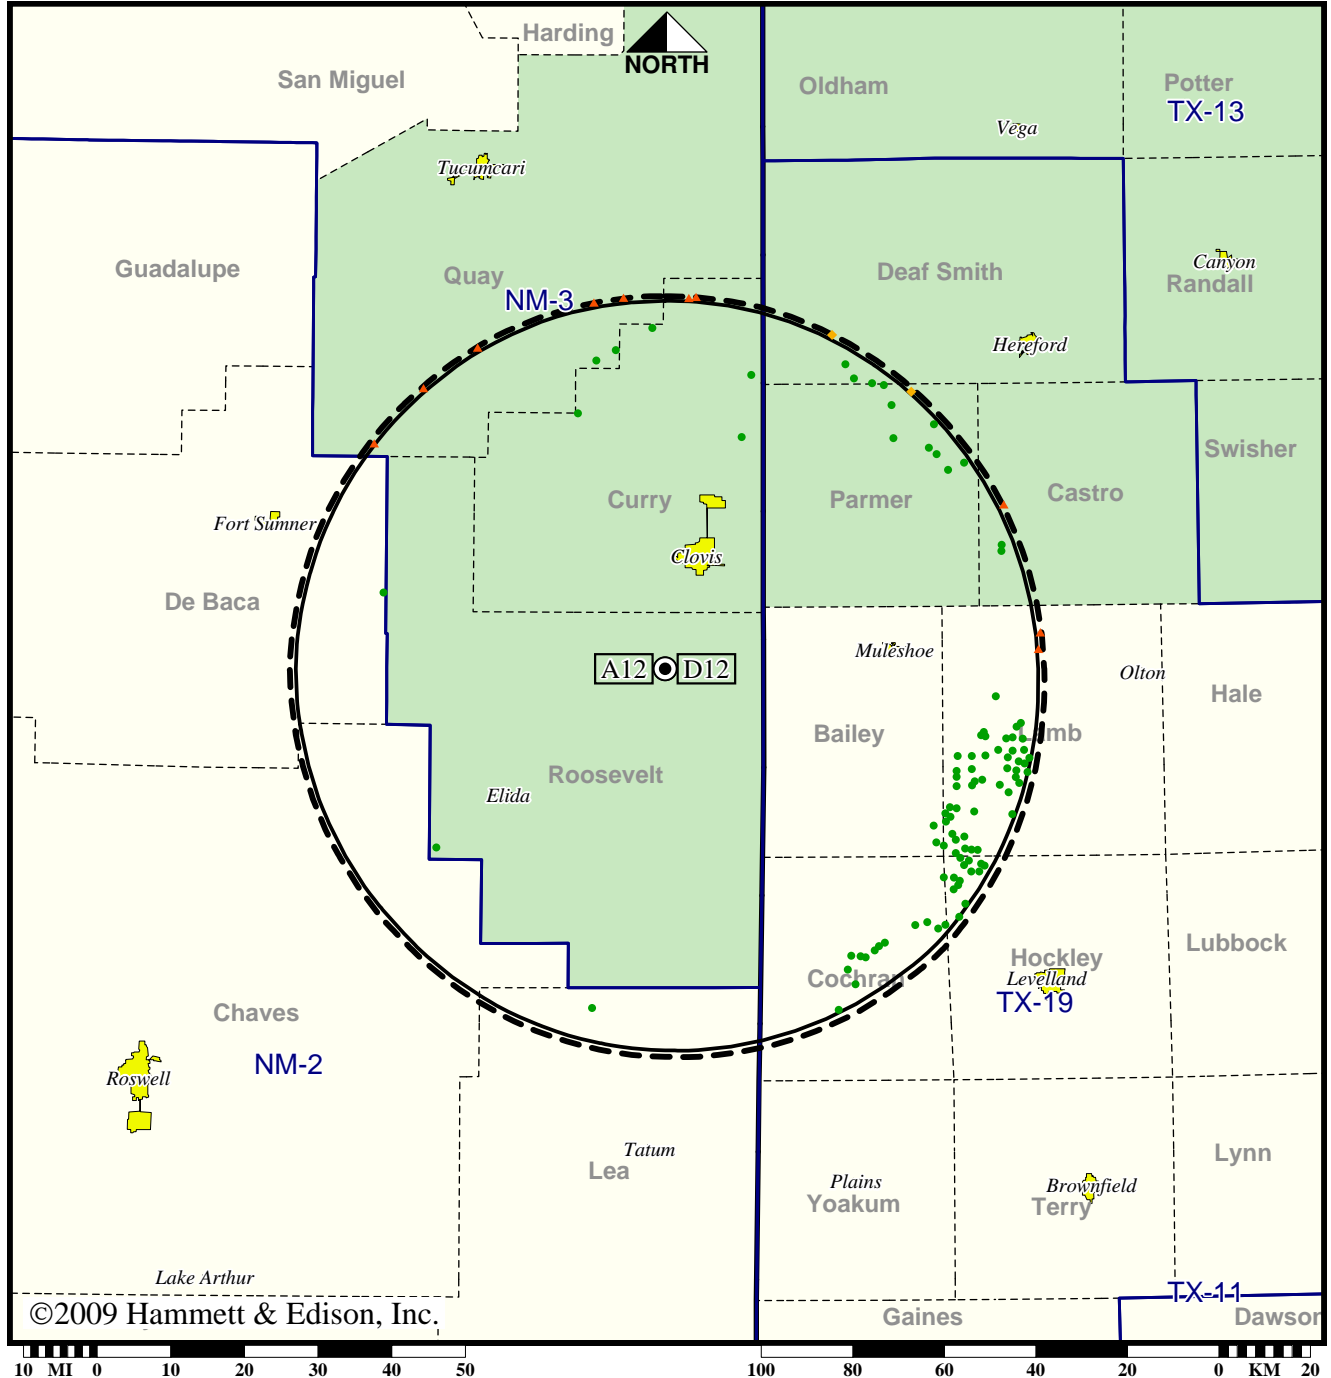 Harding
NORTH
San Miguel
Oldham
Potter
TX-13
Vega
Tucumcari
Guadalupe
Quay
NM-3
Deaf Smith
Canyon
Randall
Hereford
Swisher
Curry
Parmer
Castro
Fort Sumner
Clovis
De Baca
Muleshoe
A12 D12
Olton
Hale
Bailey
Lamb
Roosevelt
Elida
Lubbock
Hockley
Levelland
Cochran
TX-19
Chaves
NM-2
Roswell
Tatum
Lea
Lynn
Plains
Yoakum
Brownfield
Terry
Lake Arthur
TX-11
©2009 Hammett & Edison, Inc.
Gaines
Dawson
10 MI 0 10 20 30 40 50 100 80 60 40 20 0 KM 20